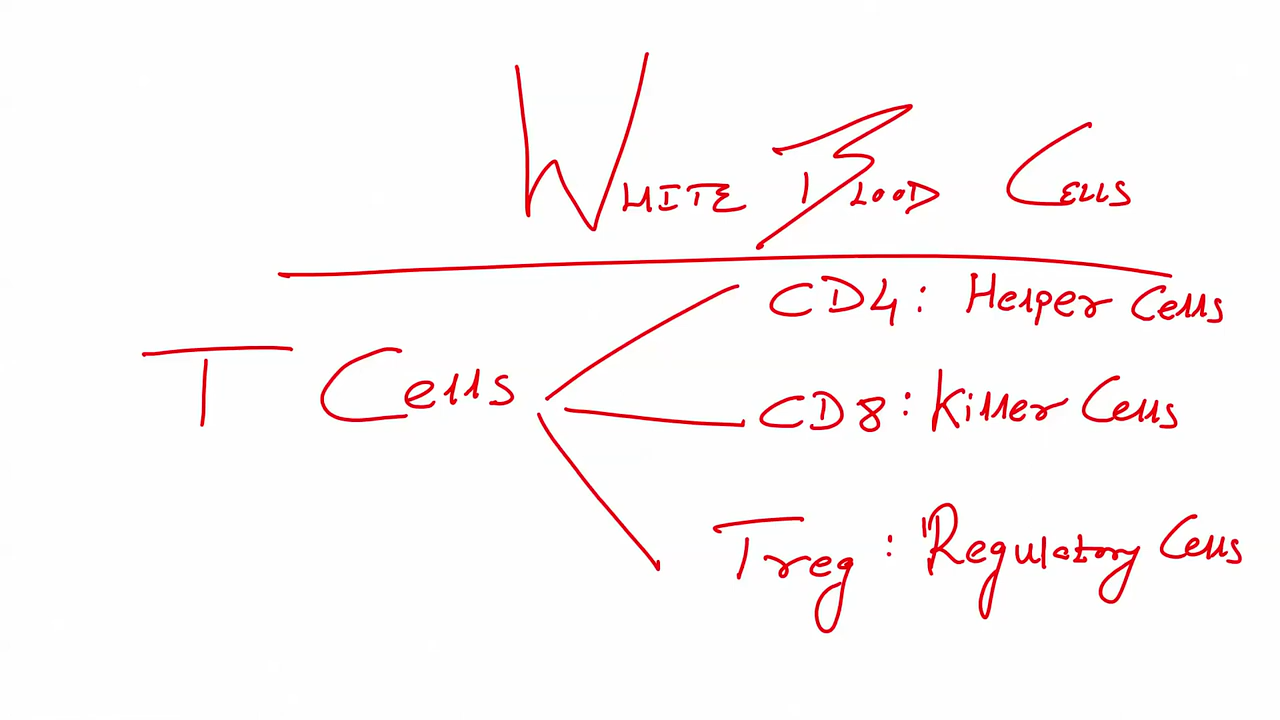 WHITE BLOOD CELLS
CD4: Helper Cells
T Cells
CD8: Killer Cells
Treg: Regulatory Cells